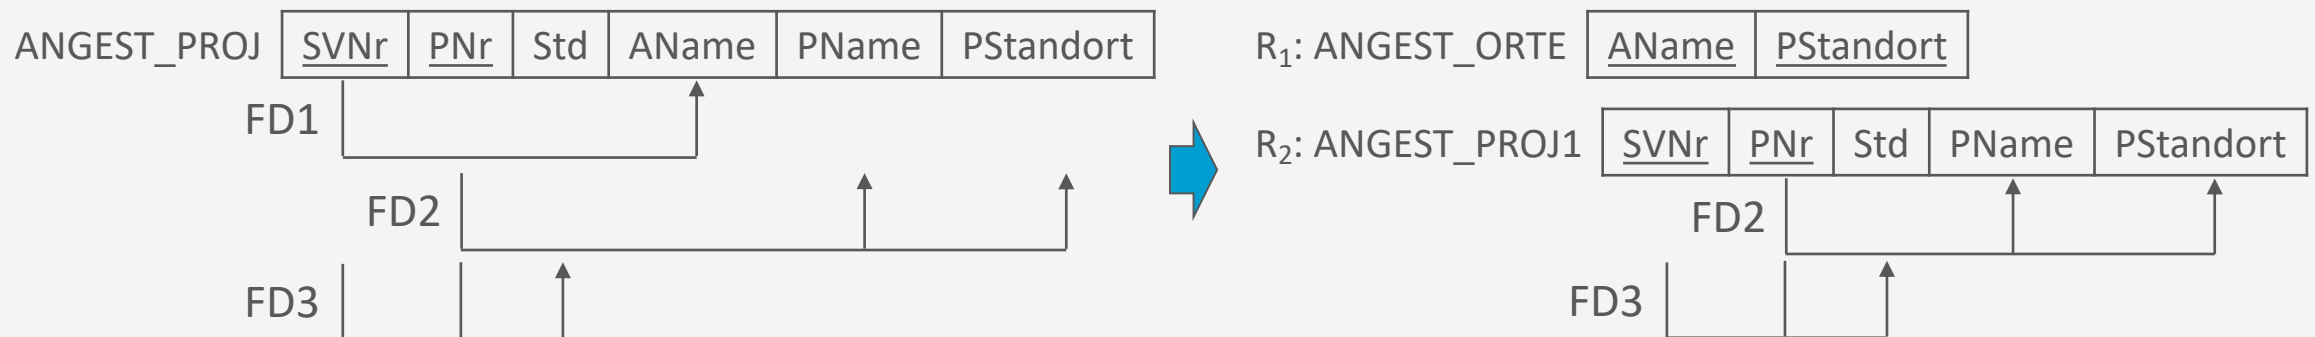 ANGEST_PROJ SVNr PNr Std AName PName PStandort
FD1
FD2
FD3
R₁: ANGEST_ORTE AName PStandort
R₂: ANGEST_PROJ1 SVNr PNr Std PName PStandort
FD2
FD3